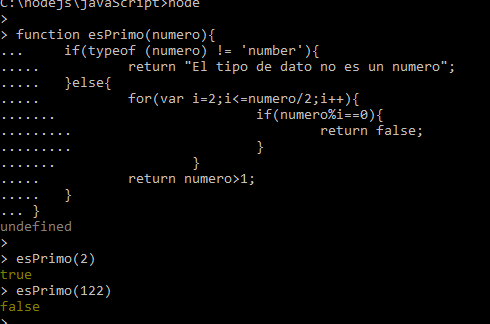 C:\nodejs\javaScript>node
>
> function esPrimo(numero){
...     if(typeof (numero) != 'number'){
.....           return "El tipo de dato no es un numero";
.....   }else{
.....           for(var i=2;i<=numero/2;i++){
.......                         if(numero%i==0){
.........                               return false;
.........                       }
.......                 }
.....           return numero>1;
.....   }
... }
undefined
>
> esPrimo(2)
true
> esPrimo(122)
false
>